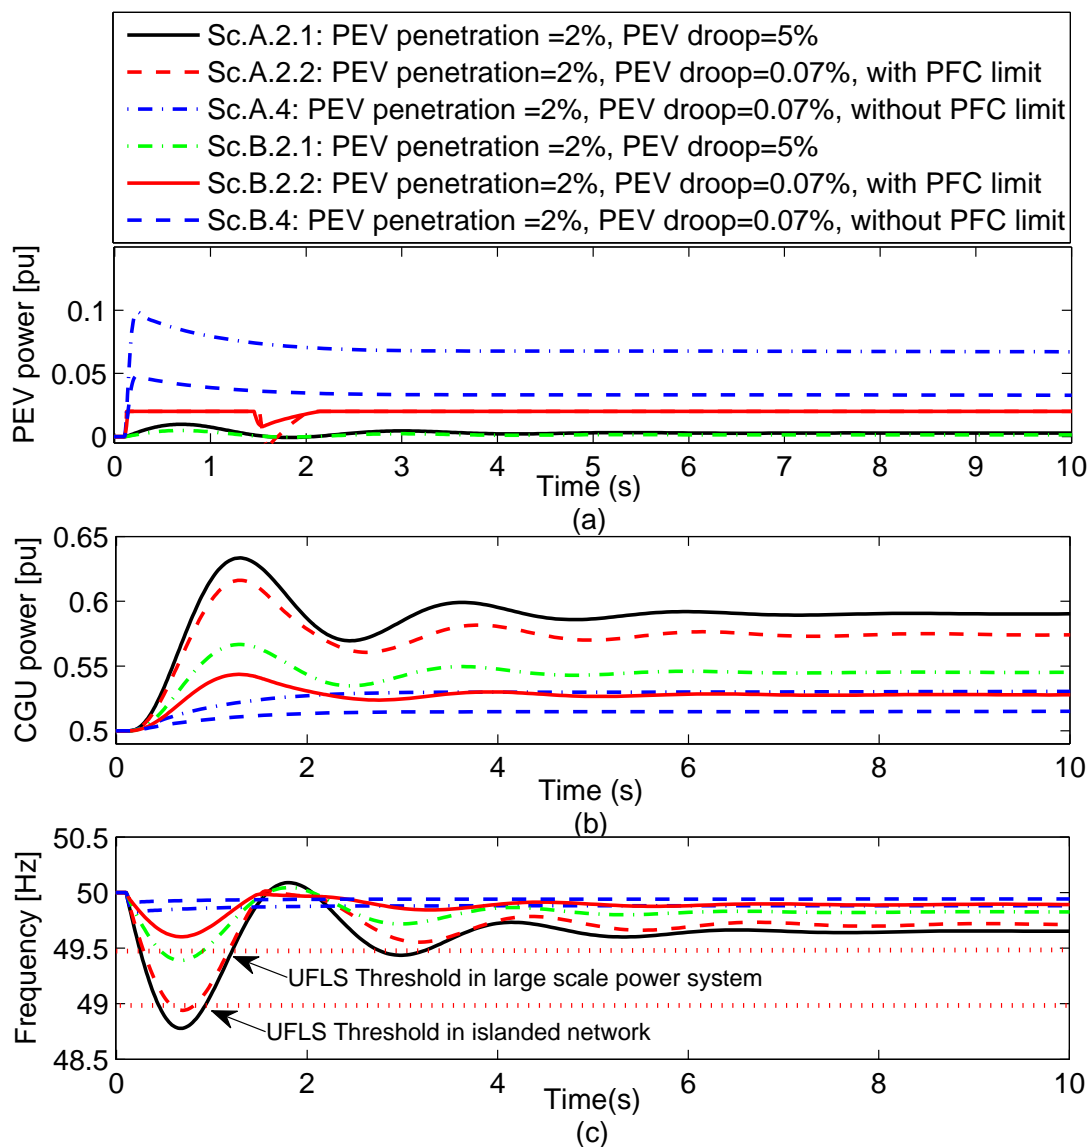 Sc.A.2.1: PEV penetration =2%, PEV droop=5%
Sc.A.2.2: PEV penetration=2%, PEV droop=0.07%, with PFC limit
Sc.A.4: PEV penetration =2%, PEV droop=0.07%, without PFC limit
Sc.B.2.1: PEV penetration =2%, PEV droop=5%
Sc.B.2.2: PEV penetration=2%, PEV droop=0.07%, with PFC limit
Sc.B.4: PEV penetration =2%, PEV droop=0.07%, without PFC limit
PEV power [pu]
0.1
0.05
0
0 1 2 3 4 5 6 7 8 9 10
Time (s)
(a)
CGU power [pu]
0.65
0.6
0.55
0.5
0 2 4 6 8 10
Time (s)
(b)
Frequency [Hz]
50.5
50
49.5
49
48.5
UFLS Threshold in large scale power system
UFLS Threshold in islanded network
0 2 4 6 8 10
Time(s)
(c)